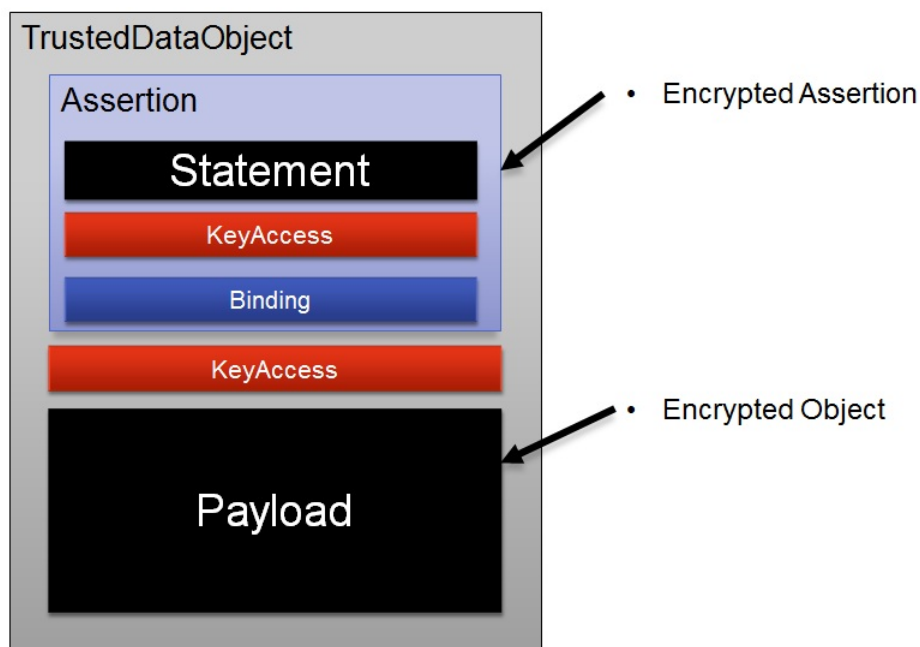 TrustedDataObject
Assertion
• Encrypted Assertion
Statement
KeyAccess
Binding
KeyAccess
• Encrypted Object
Payload